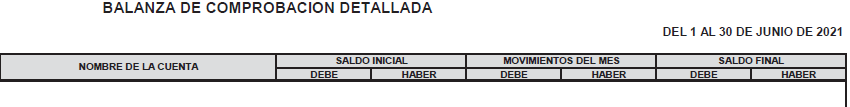 BALANZA DE COMPROBACION DETALLADA
DEL 1 AL 30 DE JUNIO DE 2021
NOMBRE DE LA CUENTA SALDO INICIAL MOVIMIENTOS DEL MES SALDO FINAL
DEBE HABER DEBE HABER DEBE HABER